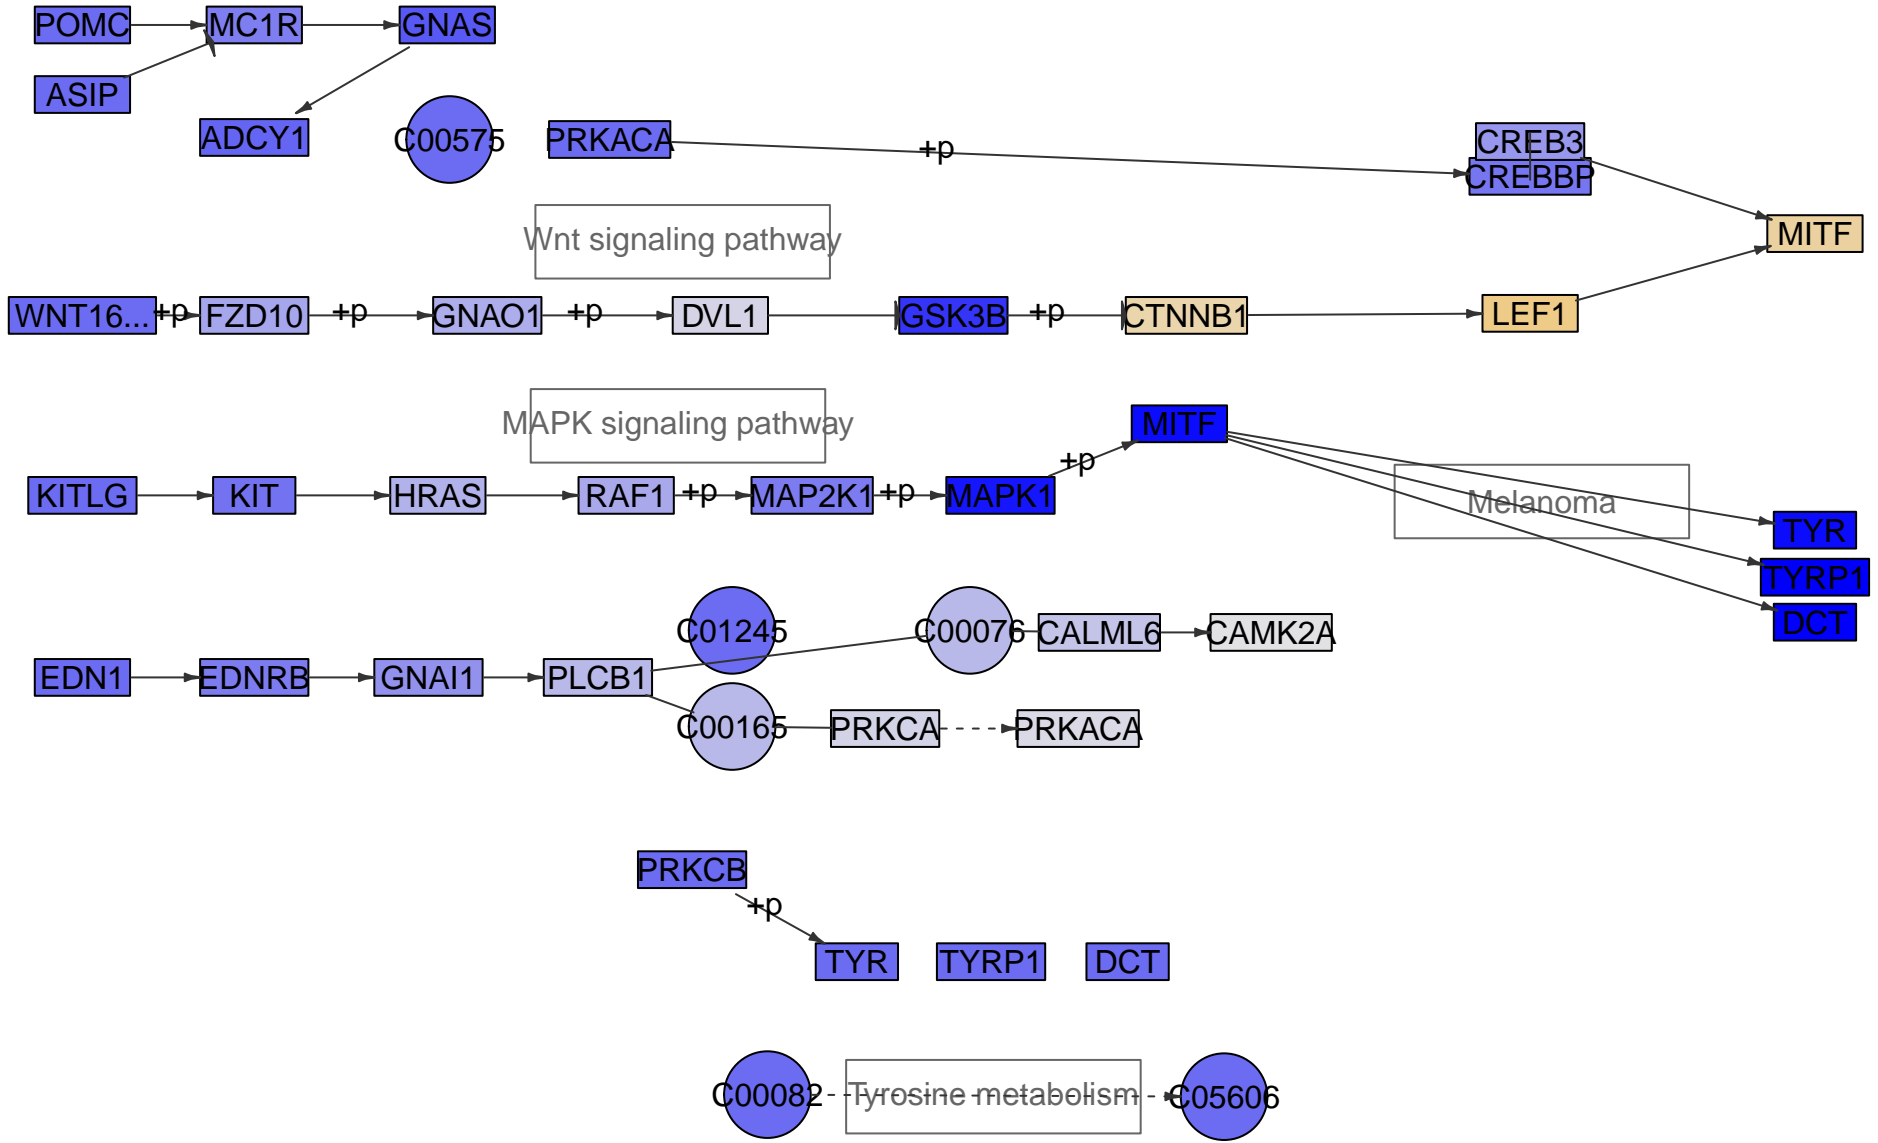 POMC
MC1R
GNAS
ASIP
ADCY1
C00575
PRKACA
+p
CREB3
CREBBP
Wnt signaling pathway
MITF
WNT16...
+p
FZD10
+p
GNAO1
+p
DVL1
GSK3B
+p
CTNNB1
LEF1
MAPK signaling pathway
MITF
+p
KITLG
KIT
HRAS
RAF1
+p
MAP2K1
+p
MAPK1
Melanoma
TYR
TYRP1
DCT
C01245
C00076
CALML6
CAMK2A
EDN1
EDNRB
GNAI1
PLCB1
C00165
PRKCA
PRKACA
PRKCB
+p
TYR
TYRP1
DCT
C00082
Tyrosine metabolism
C05606